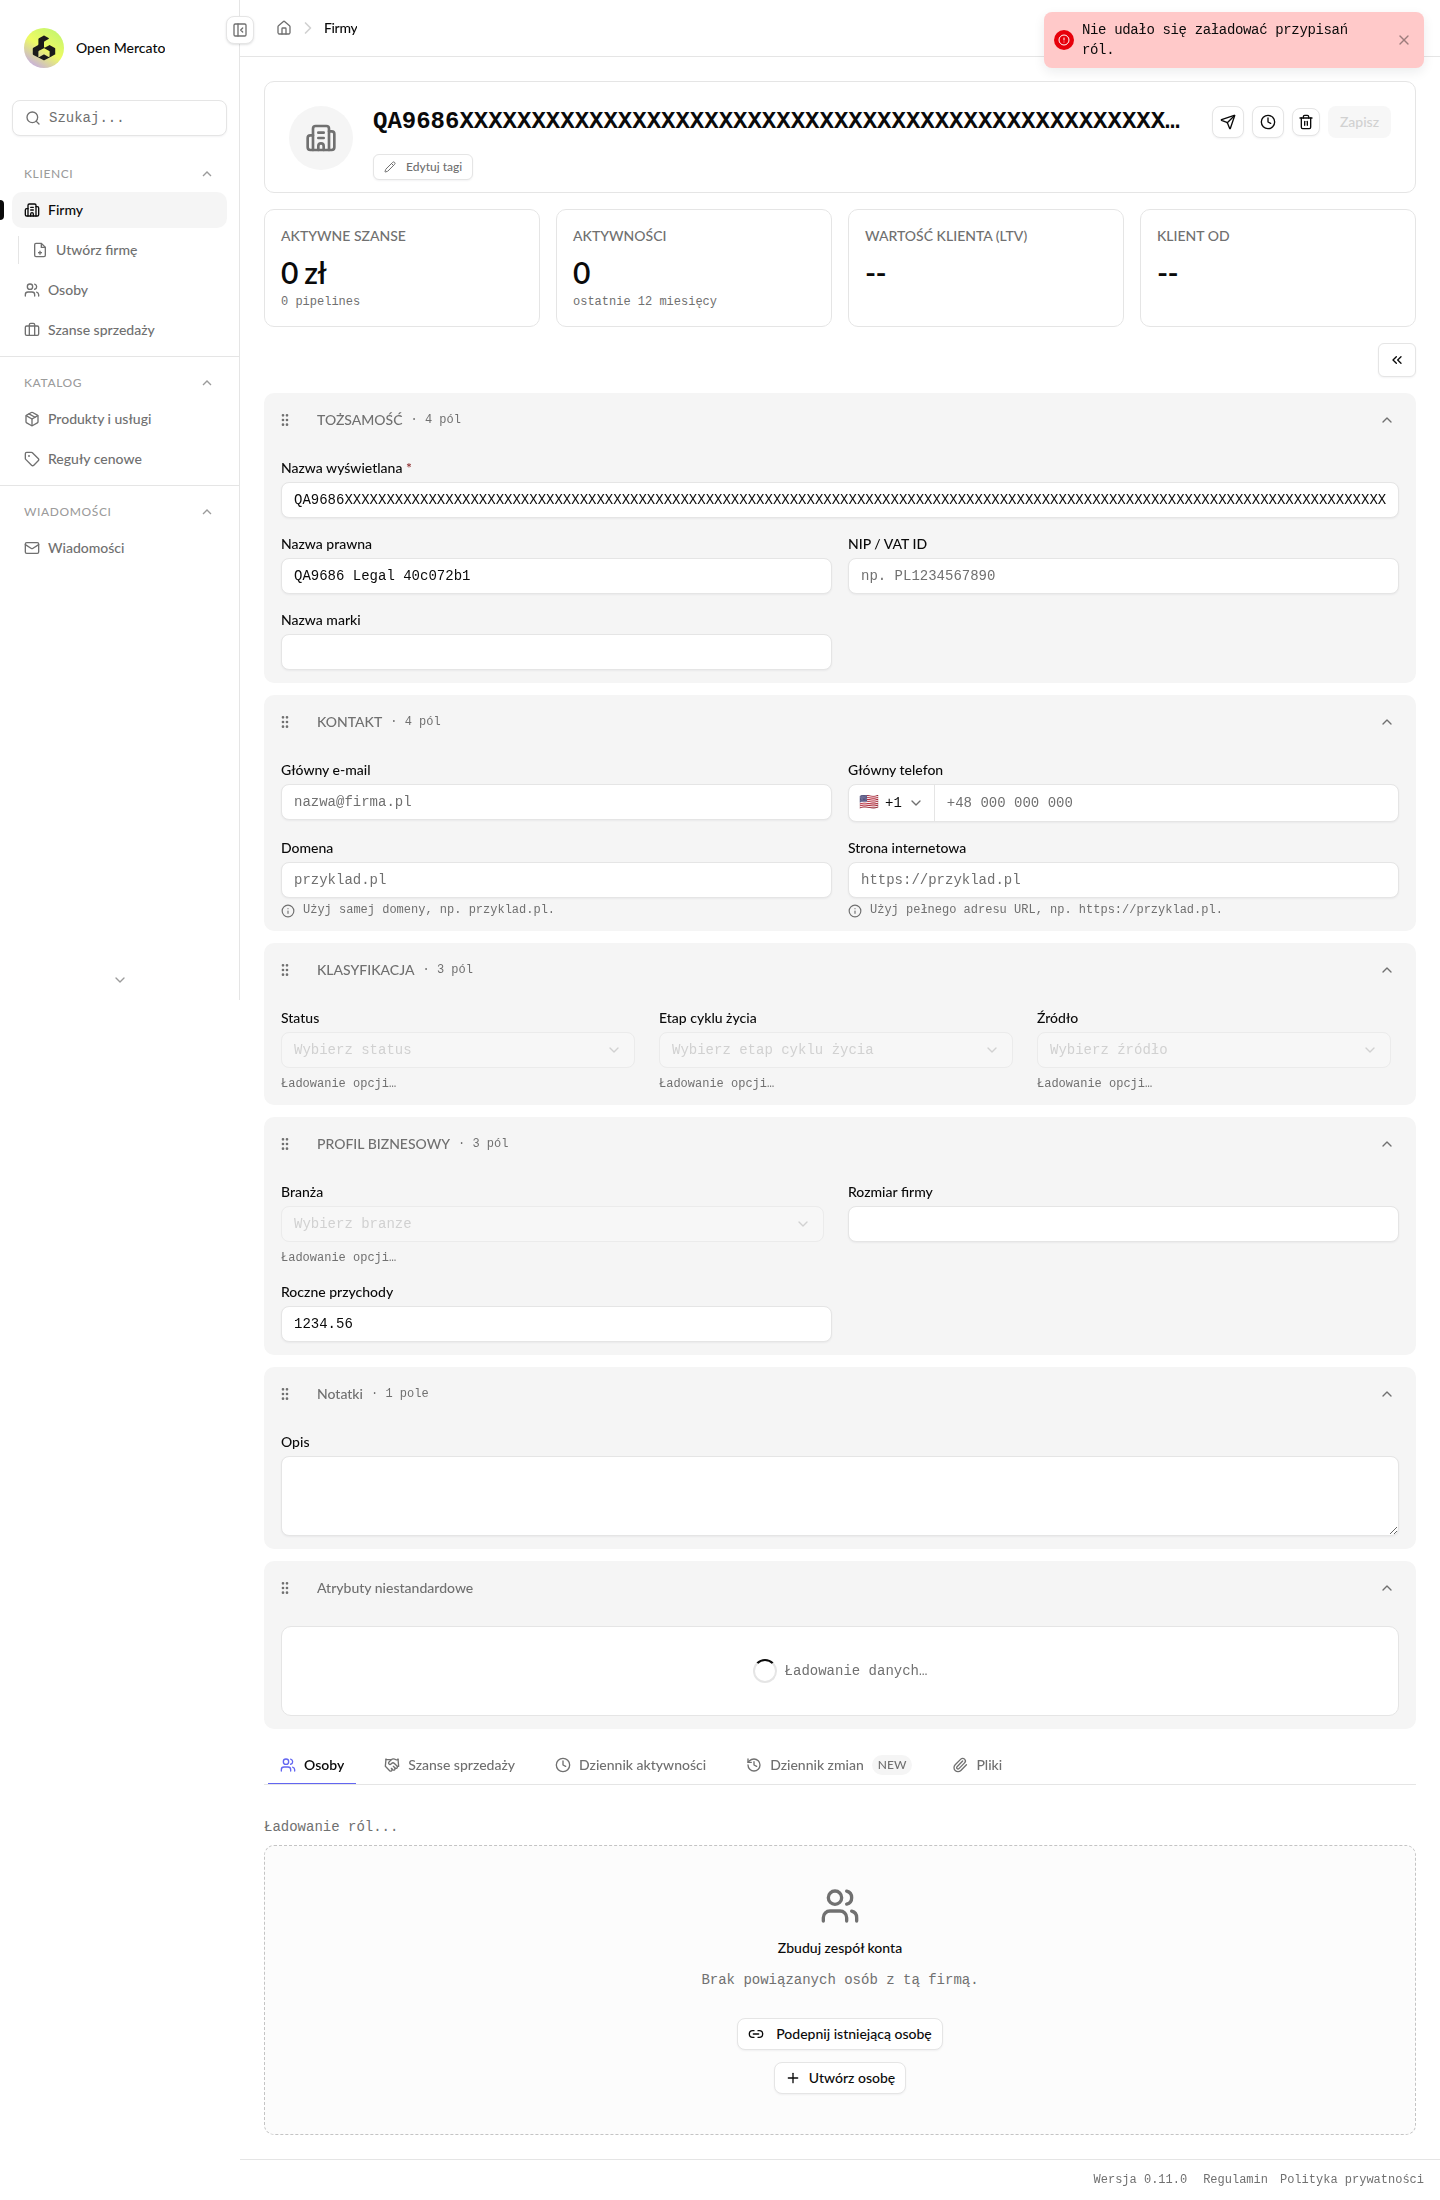 Open Mercato
Firmy
Nie udało się załadować przypisań
ról.
Szukaj...
KLIENCI
Firmy
Utwórz firmę
Osoby
Szanse sprzedaży
KATALOG
Produkty i usługi
Reguły cenowe
WIADOMOŚCI
Wiadomości
Zapisz
Edytuj tagi
AKTYWNE SZANSE
0 zł
0 pipelines
AKTYWNOŚCI
0
ostatnie 12 miesięcy
WARTOŚĆ KLIENTA (LTV)
--
KLIENT OD
--
TOŻSAMOŚĆ · 4 pól
Nazwa wyświetlana *
Nazwa prawna
QA9686 Legal 40c072b1
NIP / VAT ID
np. PL1234567890
Nazwa marki
KONTAKT · 4 pól
Główny e-mail
nazwa@firma.pl
Główny telefon
+1 +48 000 000 000
Domena
przyklad.pl
Użyj samej domeny, np. przyklad.pl.
Strona internetowa
https://przyklad.pl
Użyj pełnego adresu URL, np. https://przyklad.pl.
KLASYFIKACJA · 3 pól
Status
Wybierz status
Ładowanie opcji…
Etap cyklu życia
Wybierz etap cyklu życia
Ładowanie opcji…
Źródło
Wybierz źródło
Ładowanie opcji…
PROFIL BIZNESOWY · 3 pól
Branża
Wybierz branze
Ładowanie opcji…
Rozmiar firmy
Roczne przychody
1234.56
Notatki · 1 pole
Opis
Atrybuty niestandardowe
Ładowanie danych…
Osoby Szanse sprzedaży Dziennik aktywności Dziennik zmian NEW Pliki
Ładowanie ról...
Zbuduj zespół konta
Brak powiązanych osób z tą firmą.
Podepnij istniejącą osobę
Utwórz osobę
Wersja 0.11.0 Regulamin Polityka prywatności